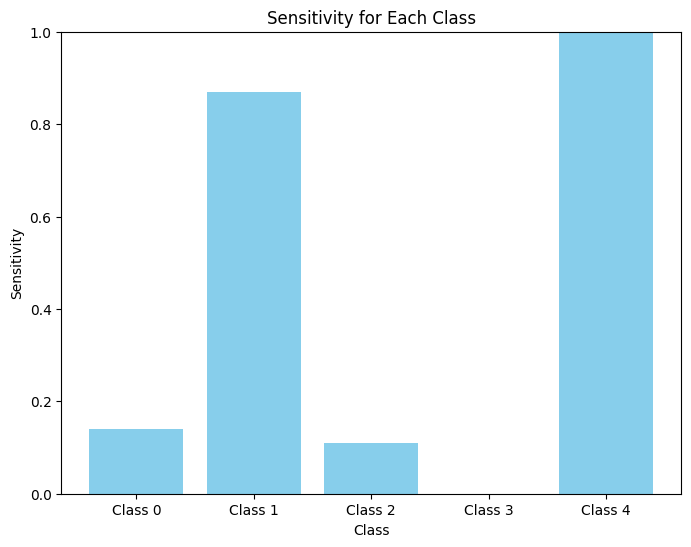 Sensitivity for Each Class
1.0
0.8
0.6
0.4
0.2
0.0
Sensitivity
Class 0
Class 1
Class 2
Class 3
Class 4
Class